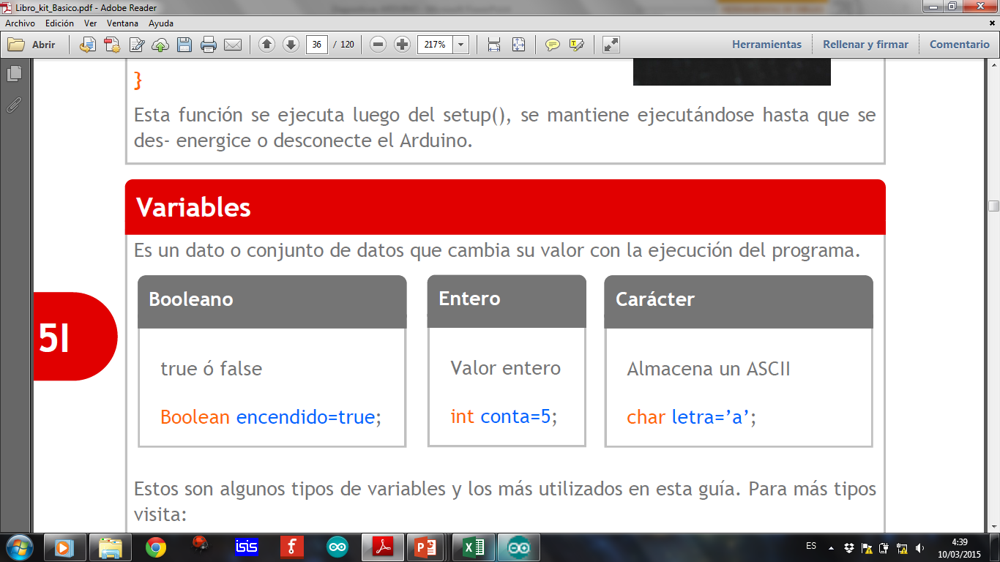 Libro_kit_Basico.pdf - Adobe Reader
Archivo Edición Ver Ventana Ayuda
Abrir 36 / 120 217% Herramientas Rellenar y firmar Comentario
}
Esta función se ejecuta luego del setup(), se mantiene ejecutándose hasta que se
des- energice o desconecte el Arduino.
Variables
Es un dato o conjunto de datos que cambia su valor con la ejecución del programa.
Booleano
true ó false
Boolean encendido=true;
Entero
Valor entero
int conta=5;
Carácter
Almacena un ASCII
char letra=’a’;
51
Estos son algunos tipos de variables y los más utilizados en esta guía. Para más tipos
visita:
isis
ES
4:39
10/03/2015